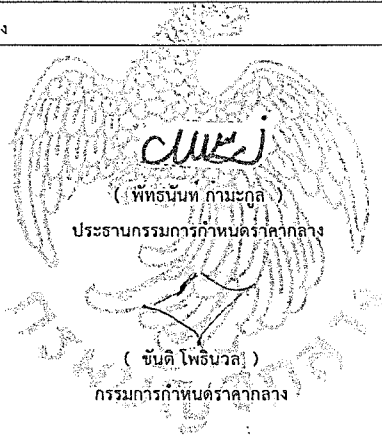 ง
( พัทธนันท กามะกูล )
ประธานกรรมการกำหนดราคากลาง
( ขันติ โพธินวล )
กรรมการกำหนดราคากลาง